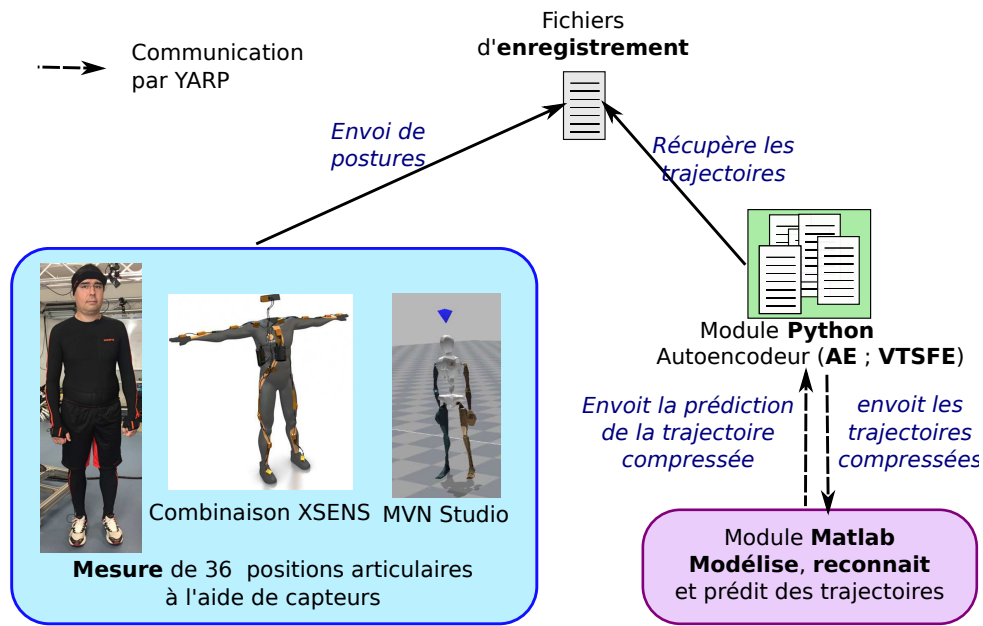 Fichiers
d'enregistrement
Communication
par YARP
Envoi de
postures
Récupère les
trajectoires
Module Python
Autoencodeur (AE ; VTSFE)
Envoit la prédiction
de la trajectoire
compressée
envoit les
trajectoires
compressées
Combinaison XSENS
MVN Studio
Mesure de 36 positions articulaires
à l'aide de capteurs
Module Matlab
Modélise, reconnait
et prédit des trajectoires